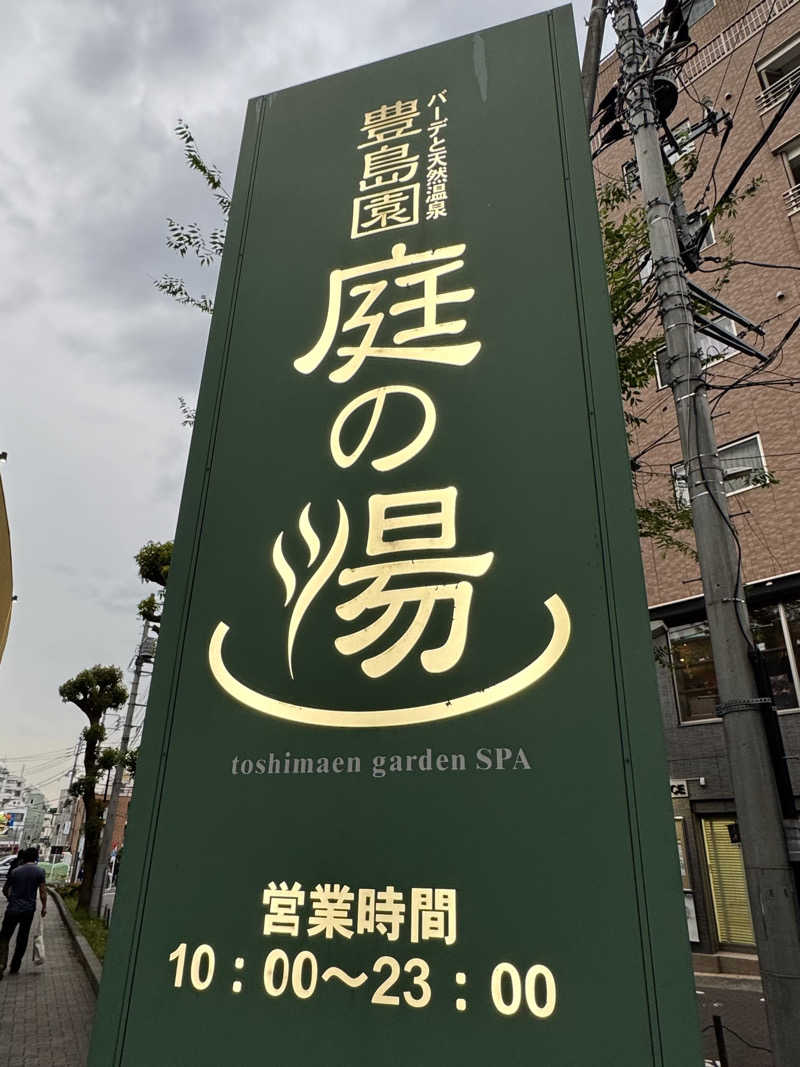 バーデと天然温泉
豊島園
庭の湯
toshimaen garden SPA
営業時間
10：00〜23：00